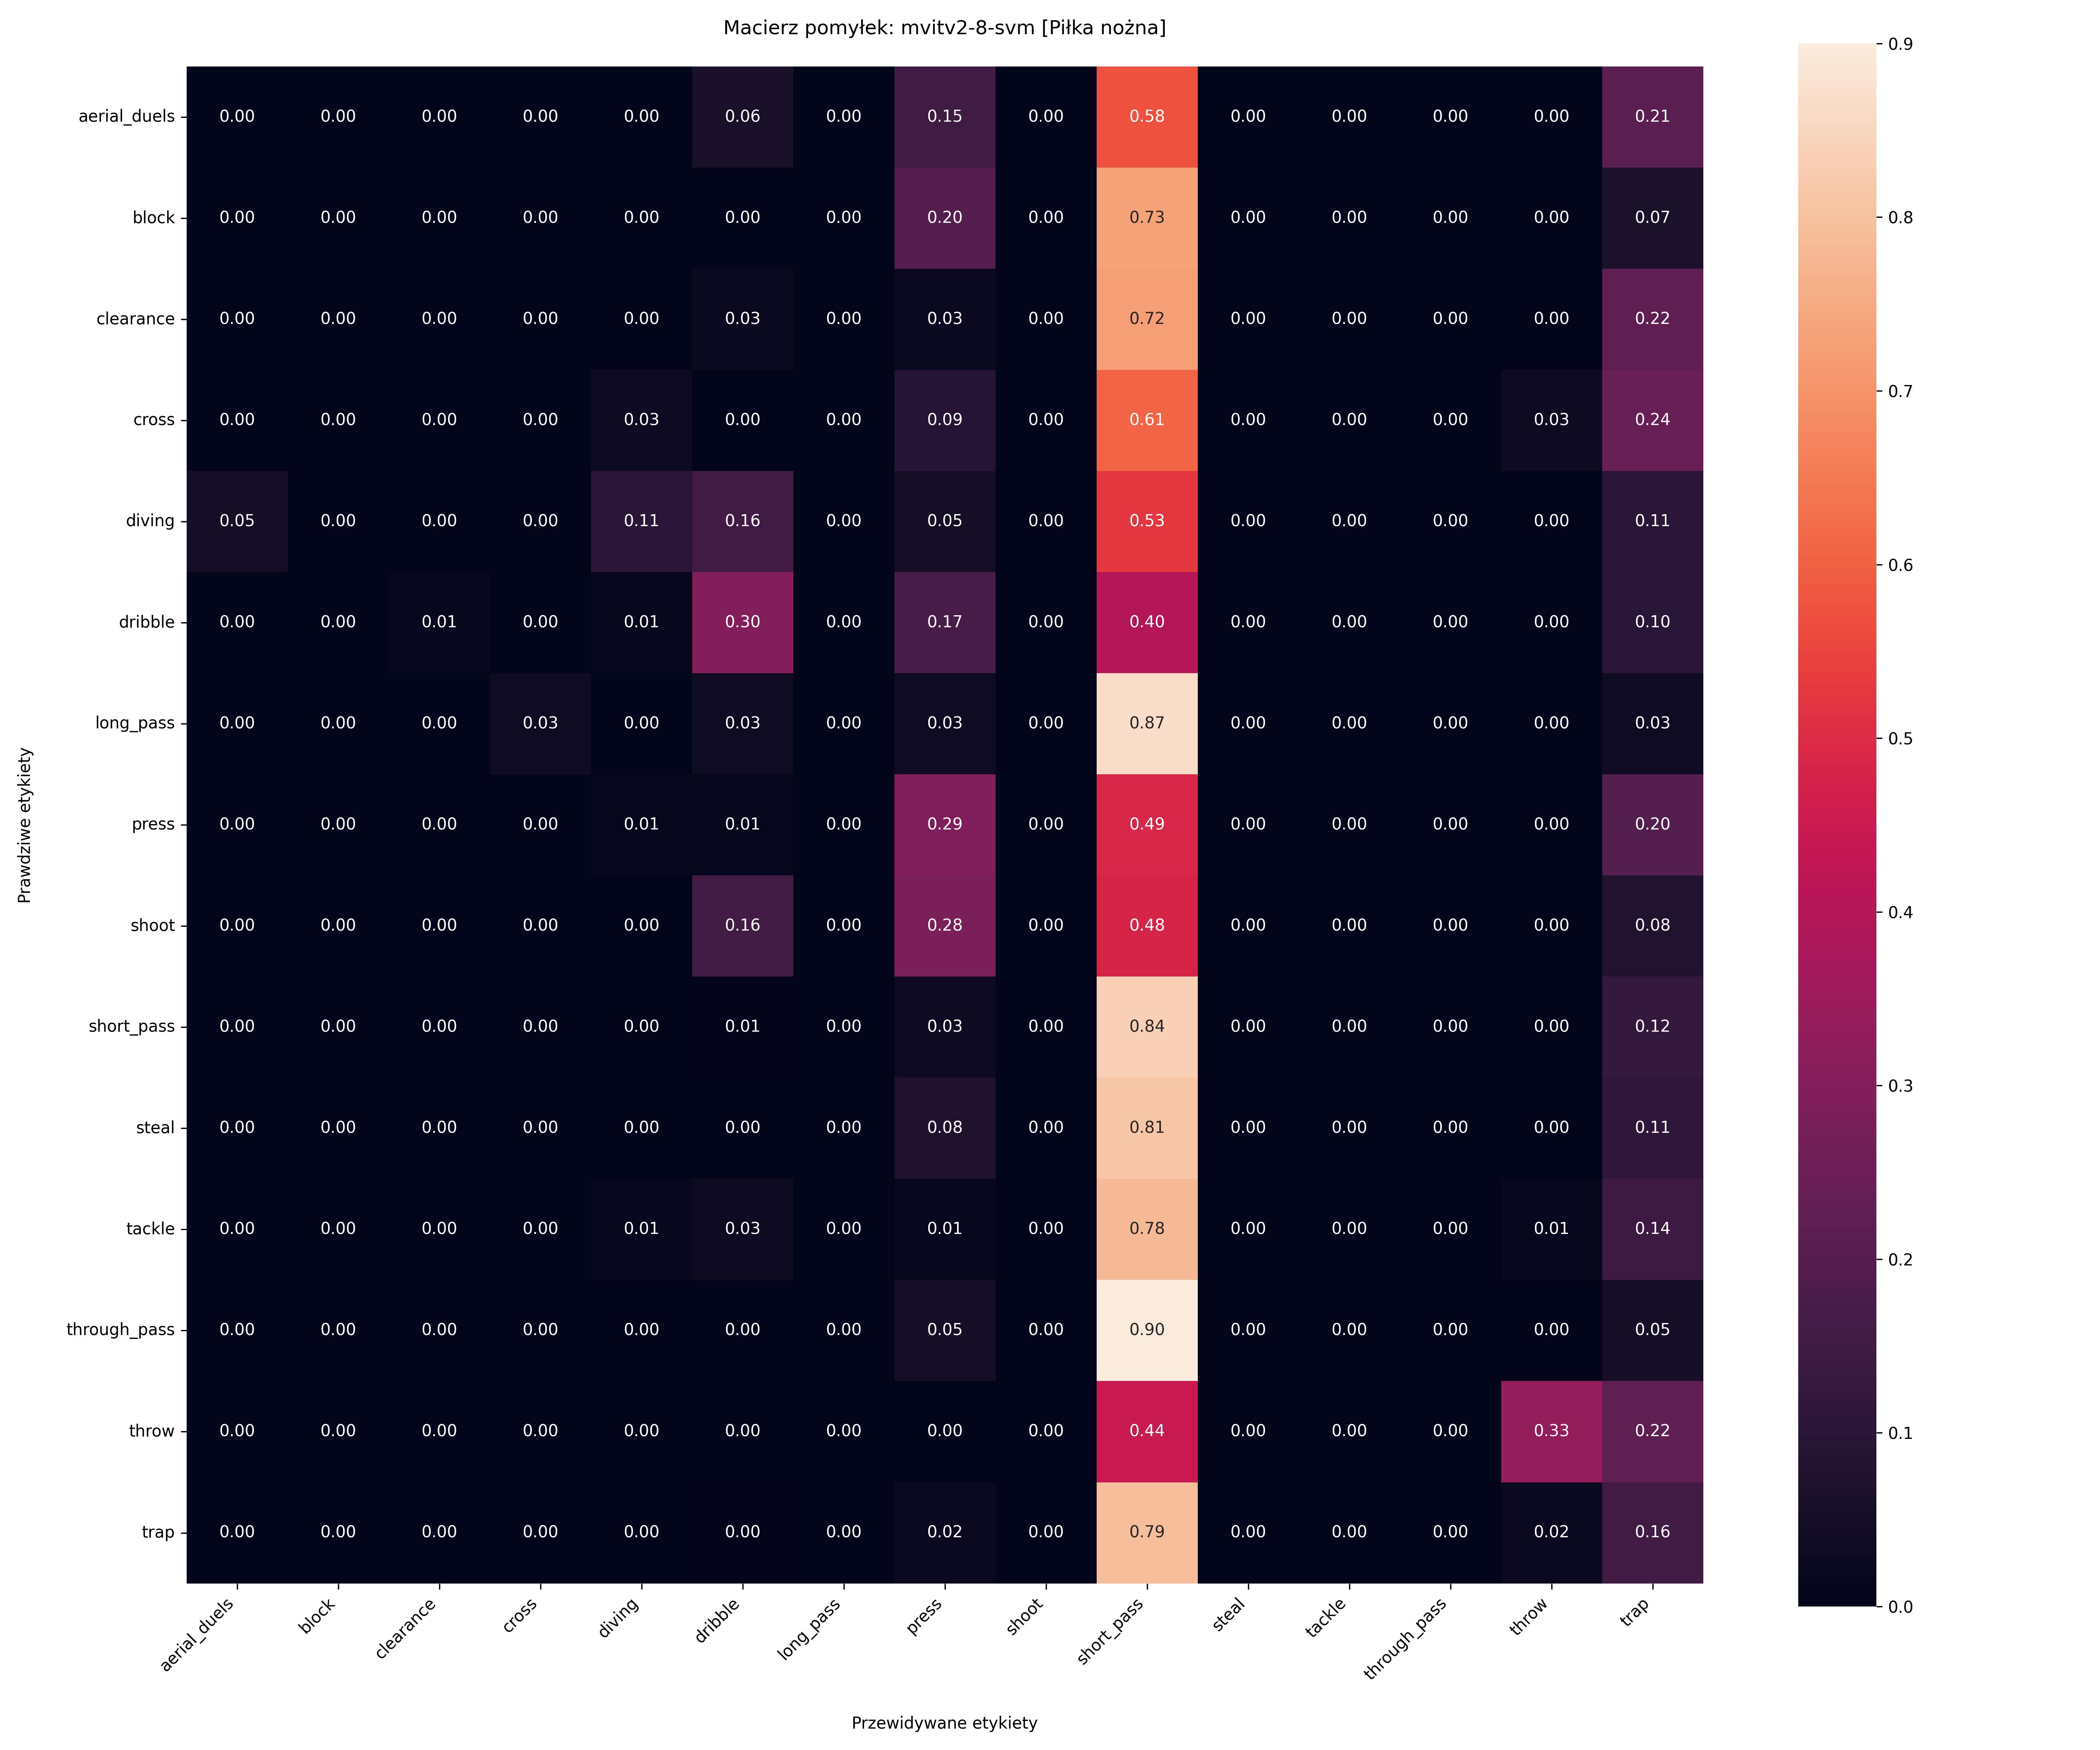 Macierz pomyłek: mvitv2-8-svm [Piłka nożna]
Prawdziwe etykiety
aerial_duels 0.00 0.00 0.00 0.00 0.00 0.06 0.00 0.15 0.00 0.58 0.00 0.00 0.00 0.00 0.21
block 0.00 0.00 0.00 0.00 0.00 0.00 0.00 0.20 0.00 0.73 0.00 0.00 0.00 0.00 0.07
clearance 0.00 0.00 0.00 0.00 0.00 0.03 0.00 0.03 0.00 0.72 0.00 0.00 0.00 0.00 0.22
cross 0.00 0.00 0.00 0.00 0.03 0.00 0.00 0.09 0.00 0.61 0.00 0.00 0.00 0.03 0.24
diving 0.05 0.00 0.00 0.00 0.11 0.16 0.00 0.05 0.00 0.53 0.00 0.00 0.00 0.00 0.11
dribble 0.00 0.00 0.01 0.00 0.01 0.30 0.00 0.17 0.00 0.40 0.00 0.00 0.00 0.00 0.10
long_pass 0.00 0.00 0.00 0.03 0.00 0.03 0.00 0.03 0.00 0.87 0.00 0.00 0.00 0.00 0.03
press 0.00 0.00 0.00 0.00 0.01 0.01 0.00 0.29 0.00 0.49 0.00 0.00 0.00 0.00 0.20
shoot 0.00 0.00 0.00 0.00 0.00 0.16 0.00 0.28 0.00 0.48 0.00 0.00 0.00 0.00 0.08
short_pass 0.00 0.00 0.00 0.00 0.00 0.01 0.00 0.03 0.00 0.84 0.00 0.00 0.00 0.00 0.12
steal 0.00 0.00 0.00 0.00 0.00 0.00 0.00 0.08 0.00 0.81 0.00 0.00 0.00 0.00 0.11
tackle 0.00 0.00 0.00 0.00 0.01 0.03 0.00 0.01 0.00 0.78 0.00 0.00 0.00 0.01 0.14
through_pass 0.00 0.00 0.00 0.00 0.00 0.00 0.00 0.05 0.00 0.90 0.00 0.00 0.00 0.00 0.05
throw 0.00 0.00 0.00 0.00 0.00 0.00 0.00 0.00 0.00 0.44 0.00 0.00 0.00 0.33 0.22
trap 0.00 0.00 0.00 0.00 0.00 0.00 0.00 0.02 0.00 0.79 0.00 0.00 0.00 0.02 0.16
aerial_duels block clearance cross diving dribble long_pass press shoot short_pass steal tackle through_pass throw trap
Przewidywane etykiety
0.9
0.8
0.7
0.6
0.5
0.4
0.3
0.2
0.1
0.0